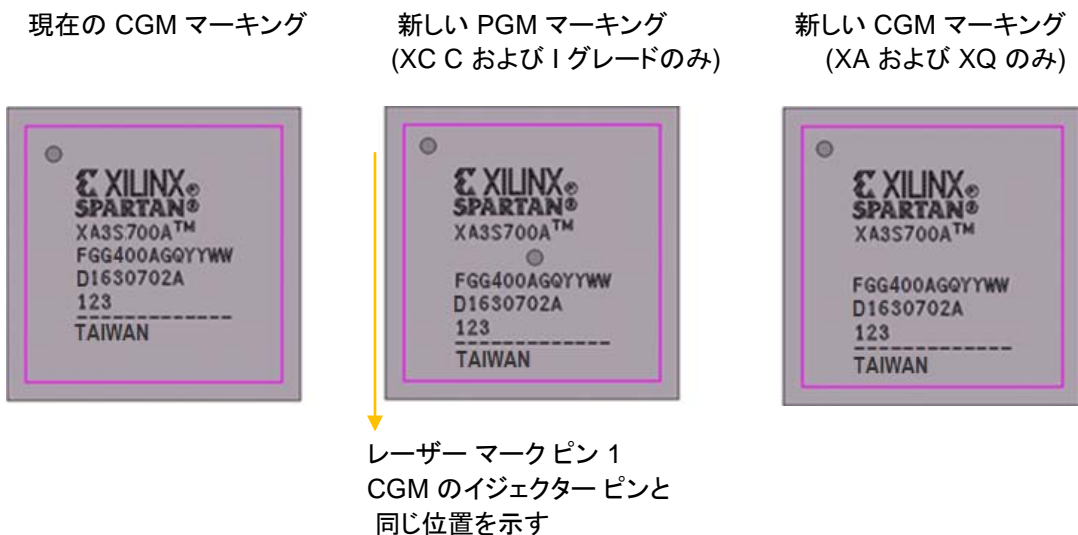 現在の CGM マーキング
新しい PGM マーキング
(XC C および I グレードのみ)
新しい CGM マーキング
(XA および XQ のみ)
XILINX®
SPARTAN®
XA3S700A™
FGG400AGQYYWW
D1630702A
123
TAIWAN
XILINX®
SPARTAN®
XA3S700A™
FGG400AGQYYWW
D1630702A
123
TAIWAN
XILINX®
SPARTAN®
XA3S700A™
FGG400AGQYYWW
D1630702A
123
TAIWAN
レーザー マーク ピン 1
CGM のイジェクター ピンと
同じ位置を示す